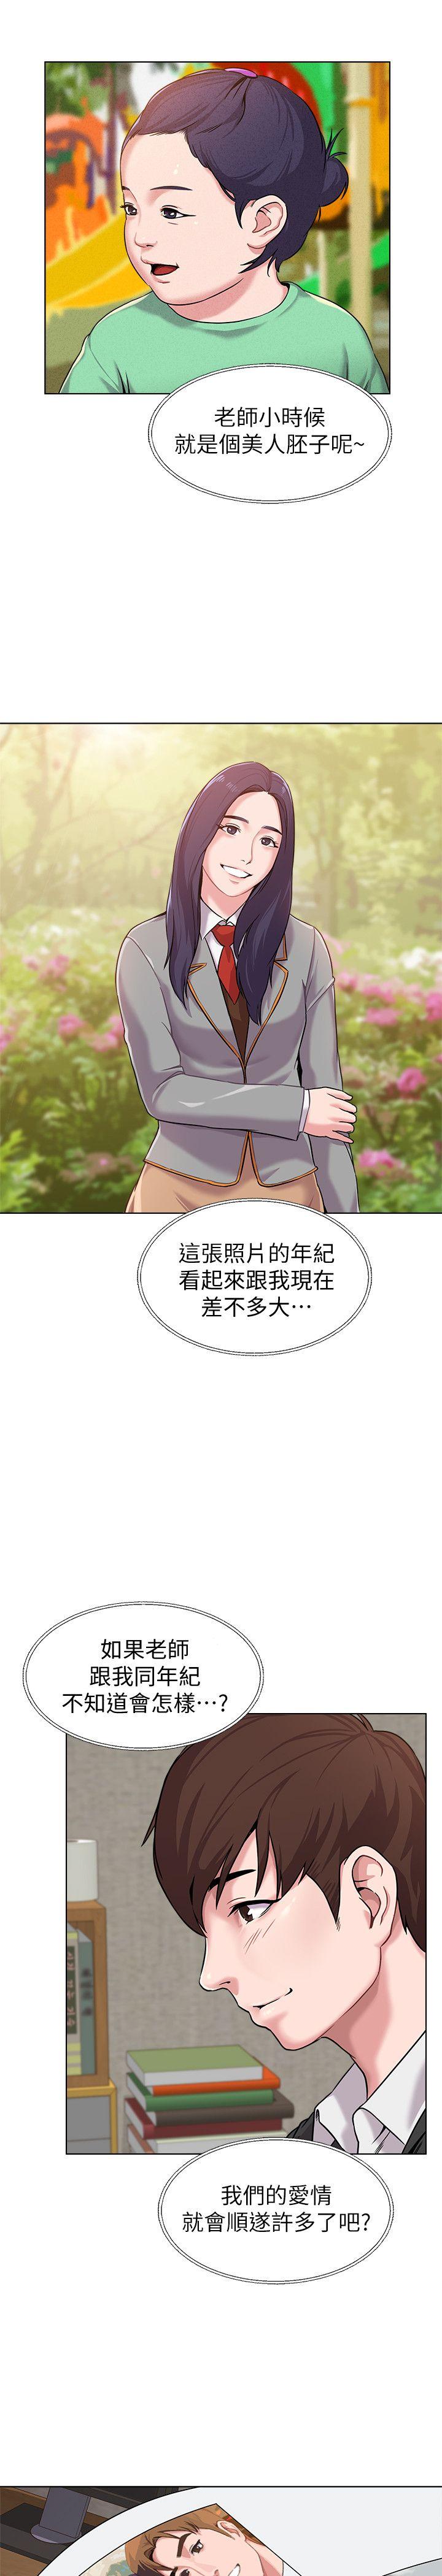 老師小時候
就是個美人胚子呢~
這張照片的年紀
看起來跟我現在
差不多大…
如果老師
跟我同年紀
不知道會怎樣…?
我們的愛情
就會順遂許多了吧?